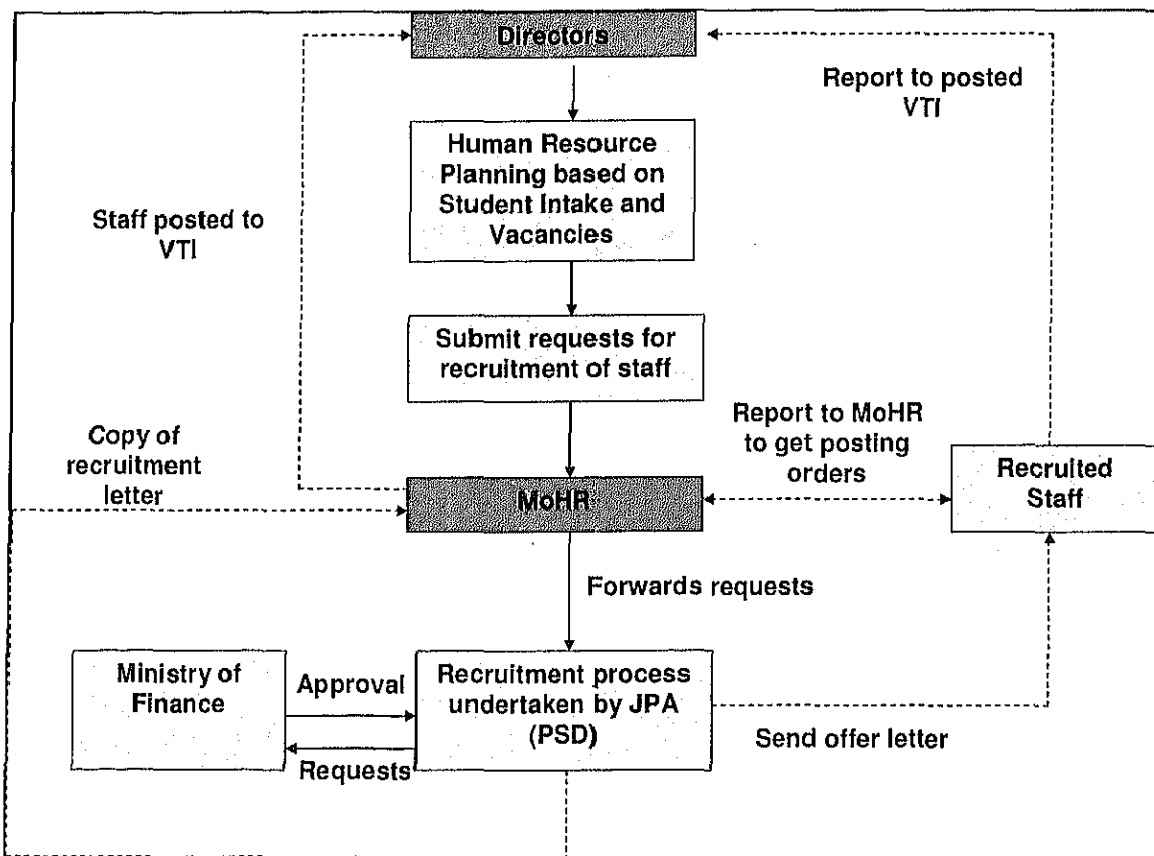 Directors
Report to posted
VTI
Human Resource
Planning based on
Student Intake and
Vacancies
Staff posted to
VTI
Submit requests for
recruitment of staff
Copy of
recruitment
letter
Report to MoHR
to get posting
orders
Recruited
Staff
MoHR
Forwards requests
Ministry of
Finance
Approval
Requests
Recruitment process
undertaken by JPA
(PSD)
Send offer letter